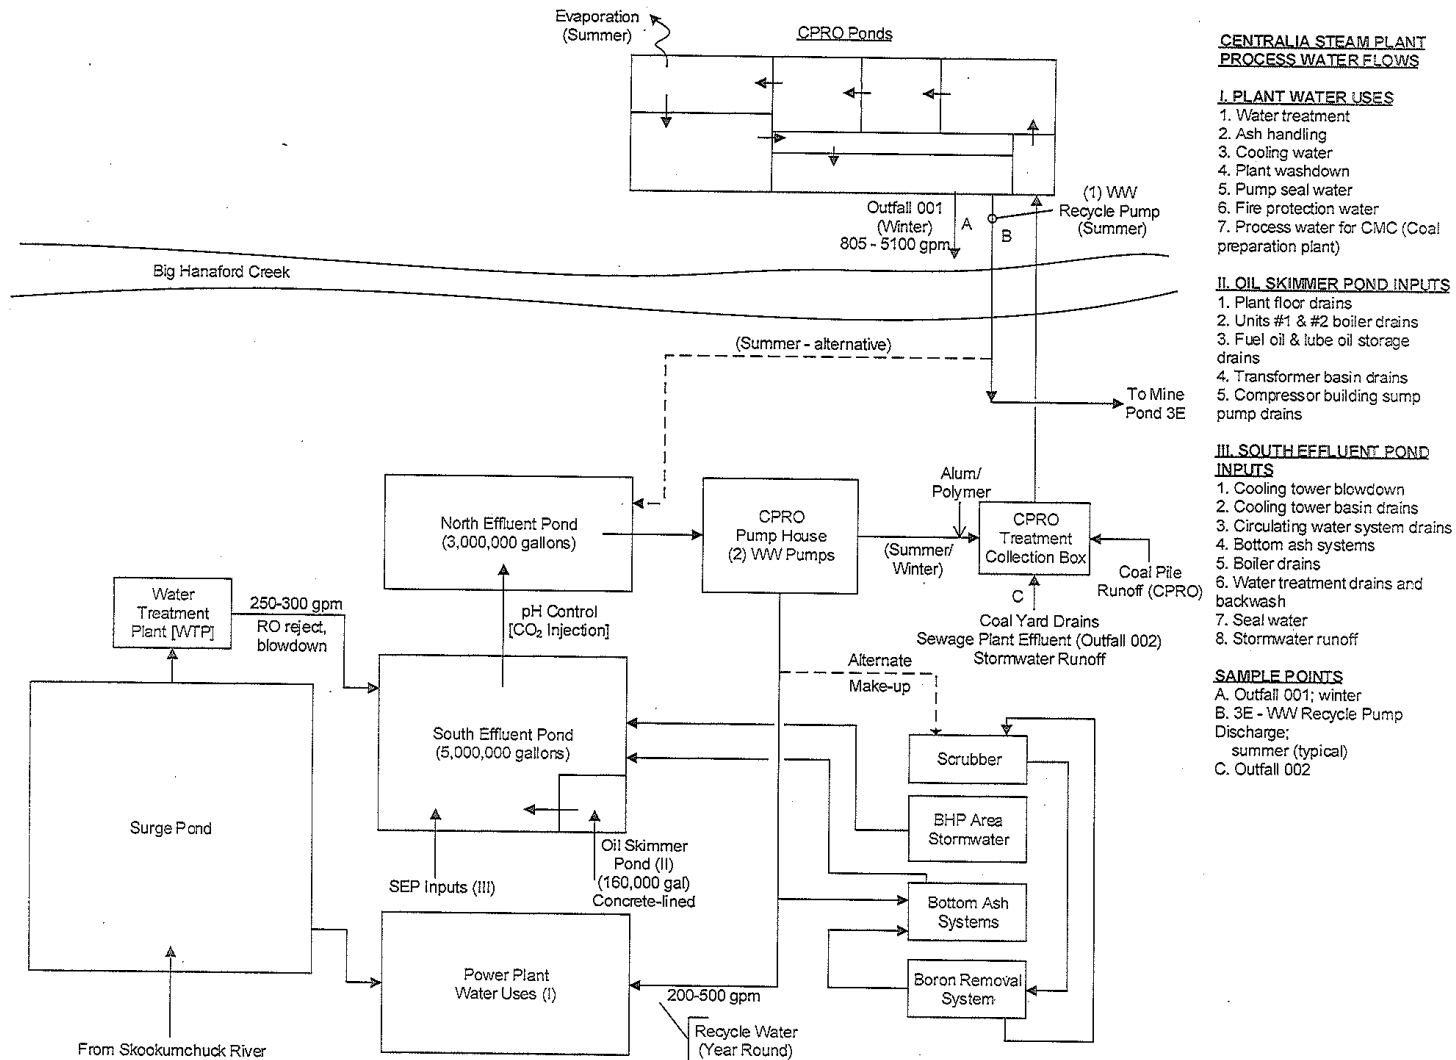 Evaporation
(Summer)
CPRO Ponds
Outfall 001
(Winter)
805 - 5100 gpm
A
B
(1) WW
Recycle Pump
(Summer)
Big Hanaford Creek
(Summer - alternative)
To Mine
Pond 3E
North Effluent Pond
(3,000,000 gallons)
CPRO
Pump House
(2) WW Pumps
Alum/
Polymer
(Summer/
Winter)
CPRO
Treatment
Collection Box
Coal Pile
Runoff (CPRO)
C
Coal Yard Drains
Sewage Plant Effluent (Outfall 002)
Stormwater Runoff
Water
Treatment
Plant [WTP]
250-300 gpm
RO reject,
blowdown
pH Control
[CO₂ Injection]
Alternate
Make-up
South Effluent Pond
(5,000,000 gallons)
Surge Pond
Scrubber
BHP Area
Stormwater
Bottom Ash
Systems
Boron Removal
System
SEP Inputs (III)
Oil Skimmer
Pond (II)
(160,000 gal)
Concrete-lined
Power Plant
Water Uses (I)
200-500 gpm
Recycle Water
(Year Round)
From Skookumchuck River
CENTRALIA STEAM PLANT
PROCESS WATER FLOWS
I. PLANT WATER USES
1. Water treatment
2. Ash handling
3. Cooling water
4. Plant washdown
5. Pump seal water
6. Fire protection water
7. Process water for CMC (Coal
preparation plant)
II. OIL SKIMMER POND INPUTS
1. Plant floor drains
2. Units #1 & #2 boiler drains
3. Fuel oil & lube oil storage
drains
4. Transformer basin drains
5. Compressor building sump
pump drains
III. SOUTH EFFLUENT POND
INPUTS
1. Cooling tower blowdown
2. Cooling tower basin drains
3. Circulating water system drains
4. Bottom ash systems
5. Boiler drains
6. Water treatment drains and
backwash
7. Seal water
8. Stormwater runoff
SAMPLE POINTS
A. Outfall 001; winter
B. 3E - WW Recycle Pump
Discharge;
summer (typical)
C. Outfall 002